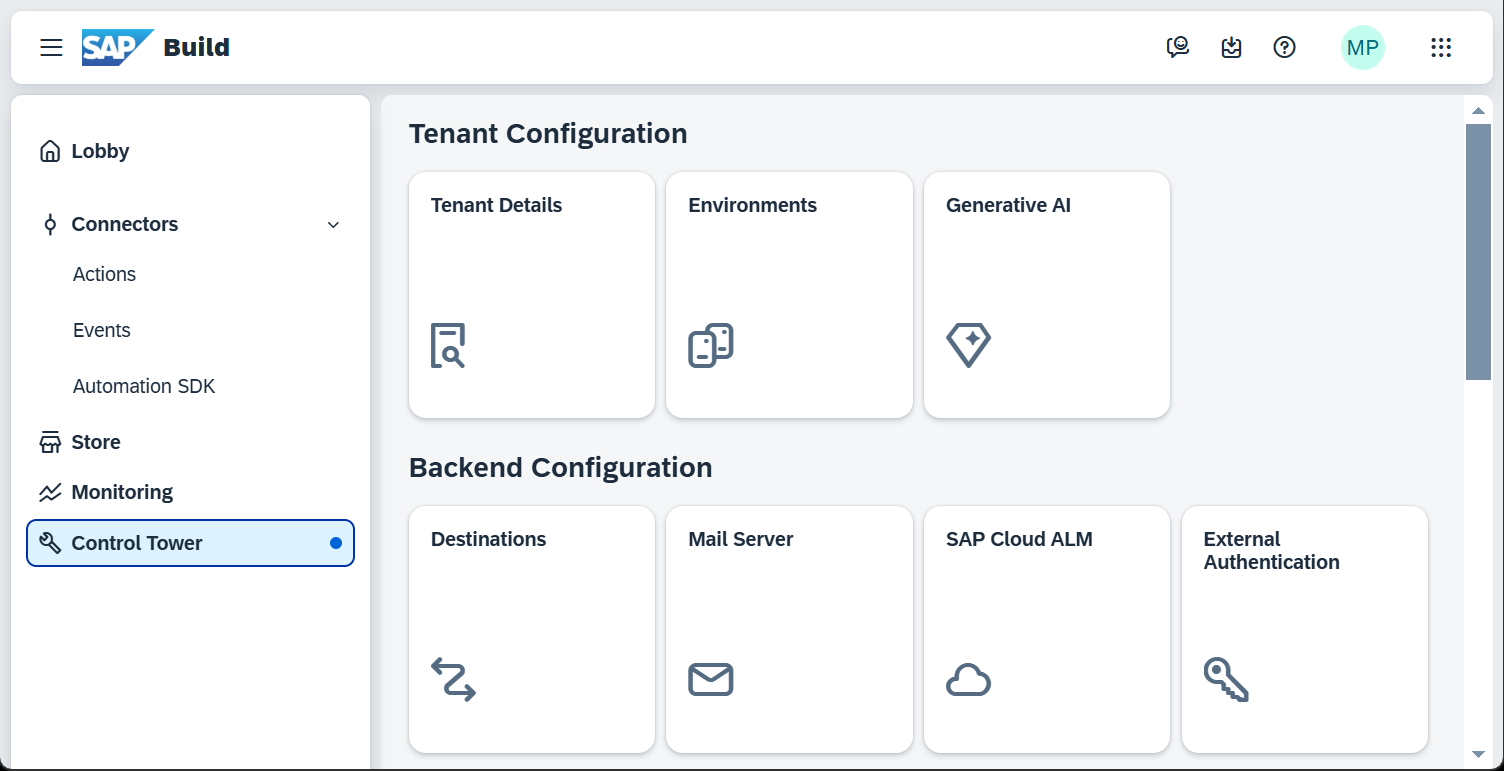 SAP Build
MP
Lobby
Connectors
Actions
Events
Automation SDK
Store
Monitoring
Control Tower
Tenant Configuration
Tenant Details
Environments
Generative AI
Backend Configuration
Destinations
Mail Server
SAP Cloud ALM
External
Authentication